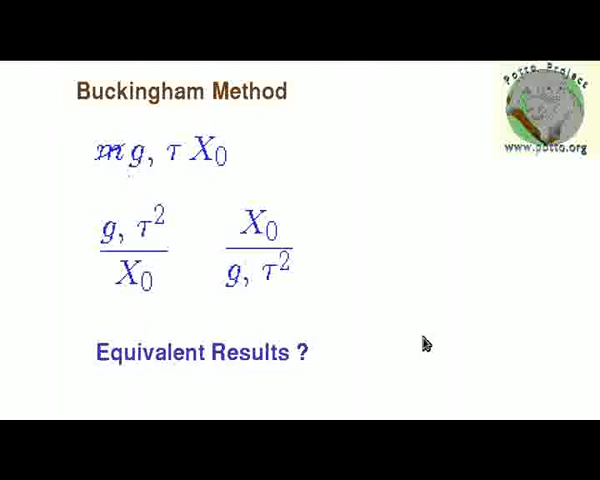 Buckingham Method
Potto Project
www.potto.org
m g, τ X₀
g, τ²
X₀
X₀
g, τ²
Equivalent Results ?